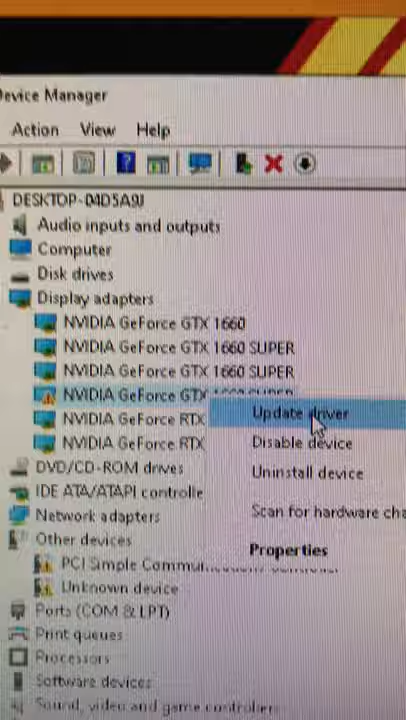 Device Manager
Action View Help
DESKTOP-04D5A9J
Audio inputs and outputs
Computer
Disk drives
Display adapters
NVIDIA GeForce GTX 1660
NVIDIA GeForce GTX 1660 SUPER
NVIDIA GeForce GTX 1660 SUPER
NVIDIA GeForce GTX 1660 SUPER
Update driver
NVIDIA GeForce RTX
Disable device
NVIDIA GeForce RTX
DVD/CD-ROM drives
Uninstall device
IDE ATA/ATAPI controlle
Scan for hardware cha
Network adapters
Other devices
Properties
PCI Simple Communications Controller
Unknown device
Ports (COM & LPT)
Print queues
Processors
Software devices
Sound, video and game controllers